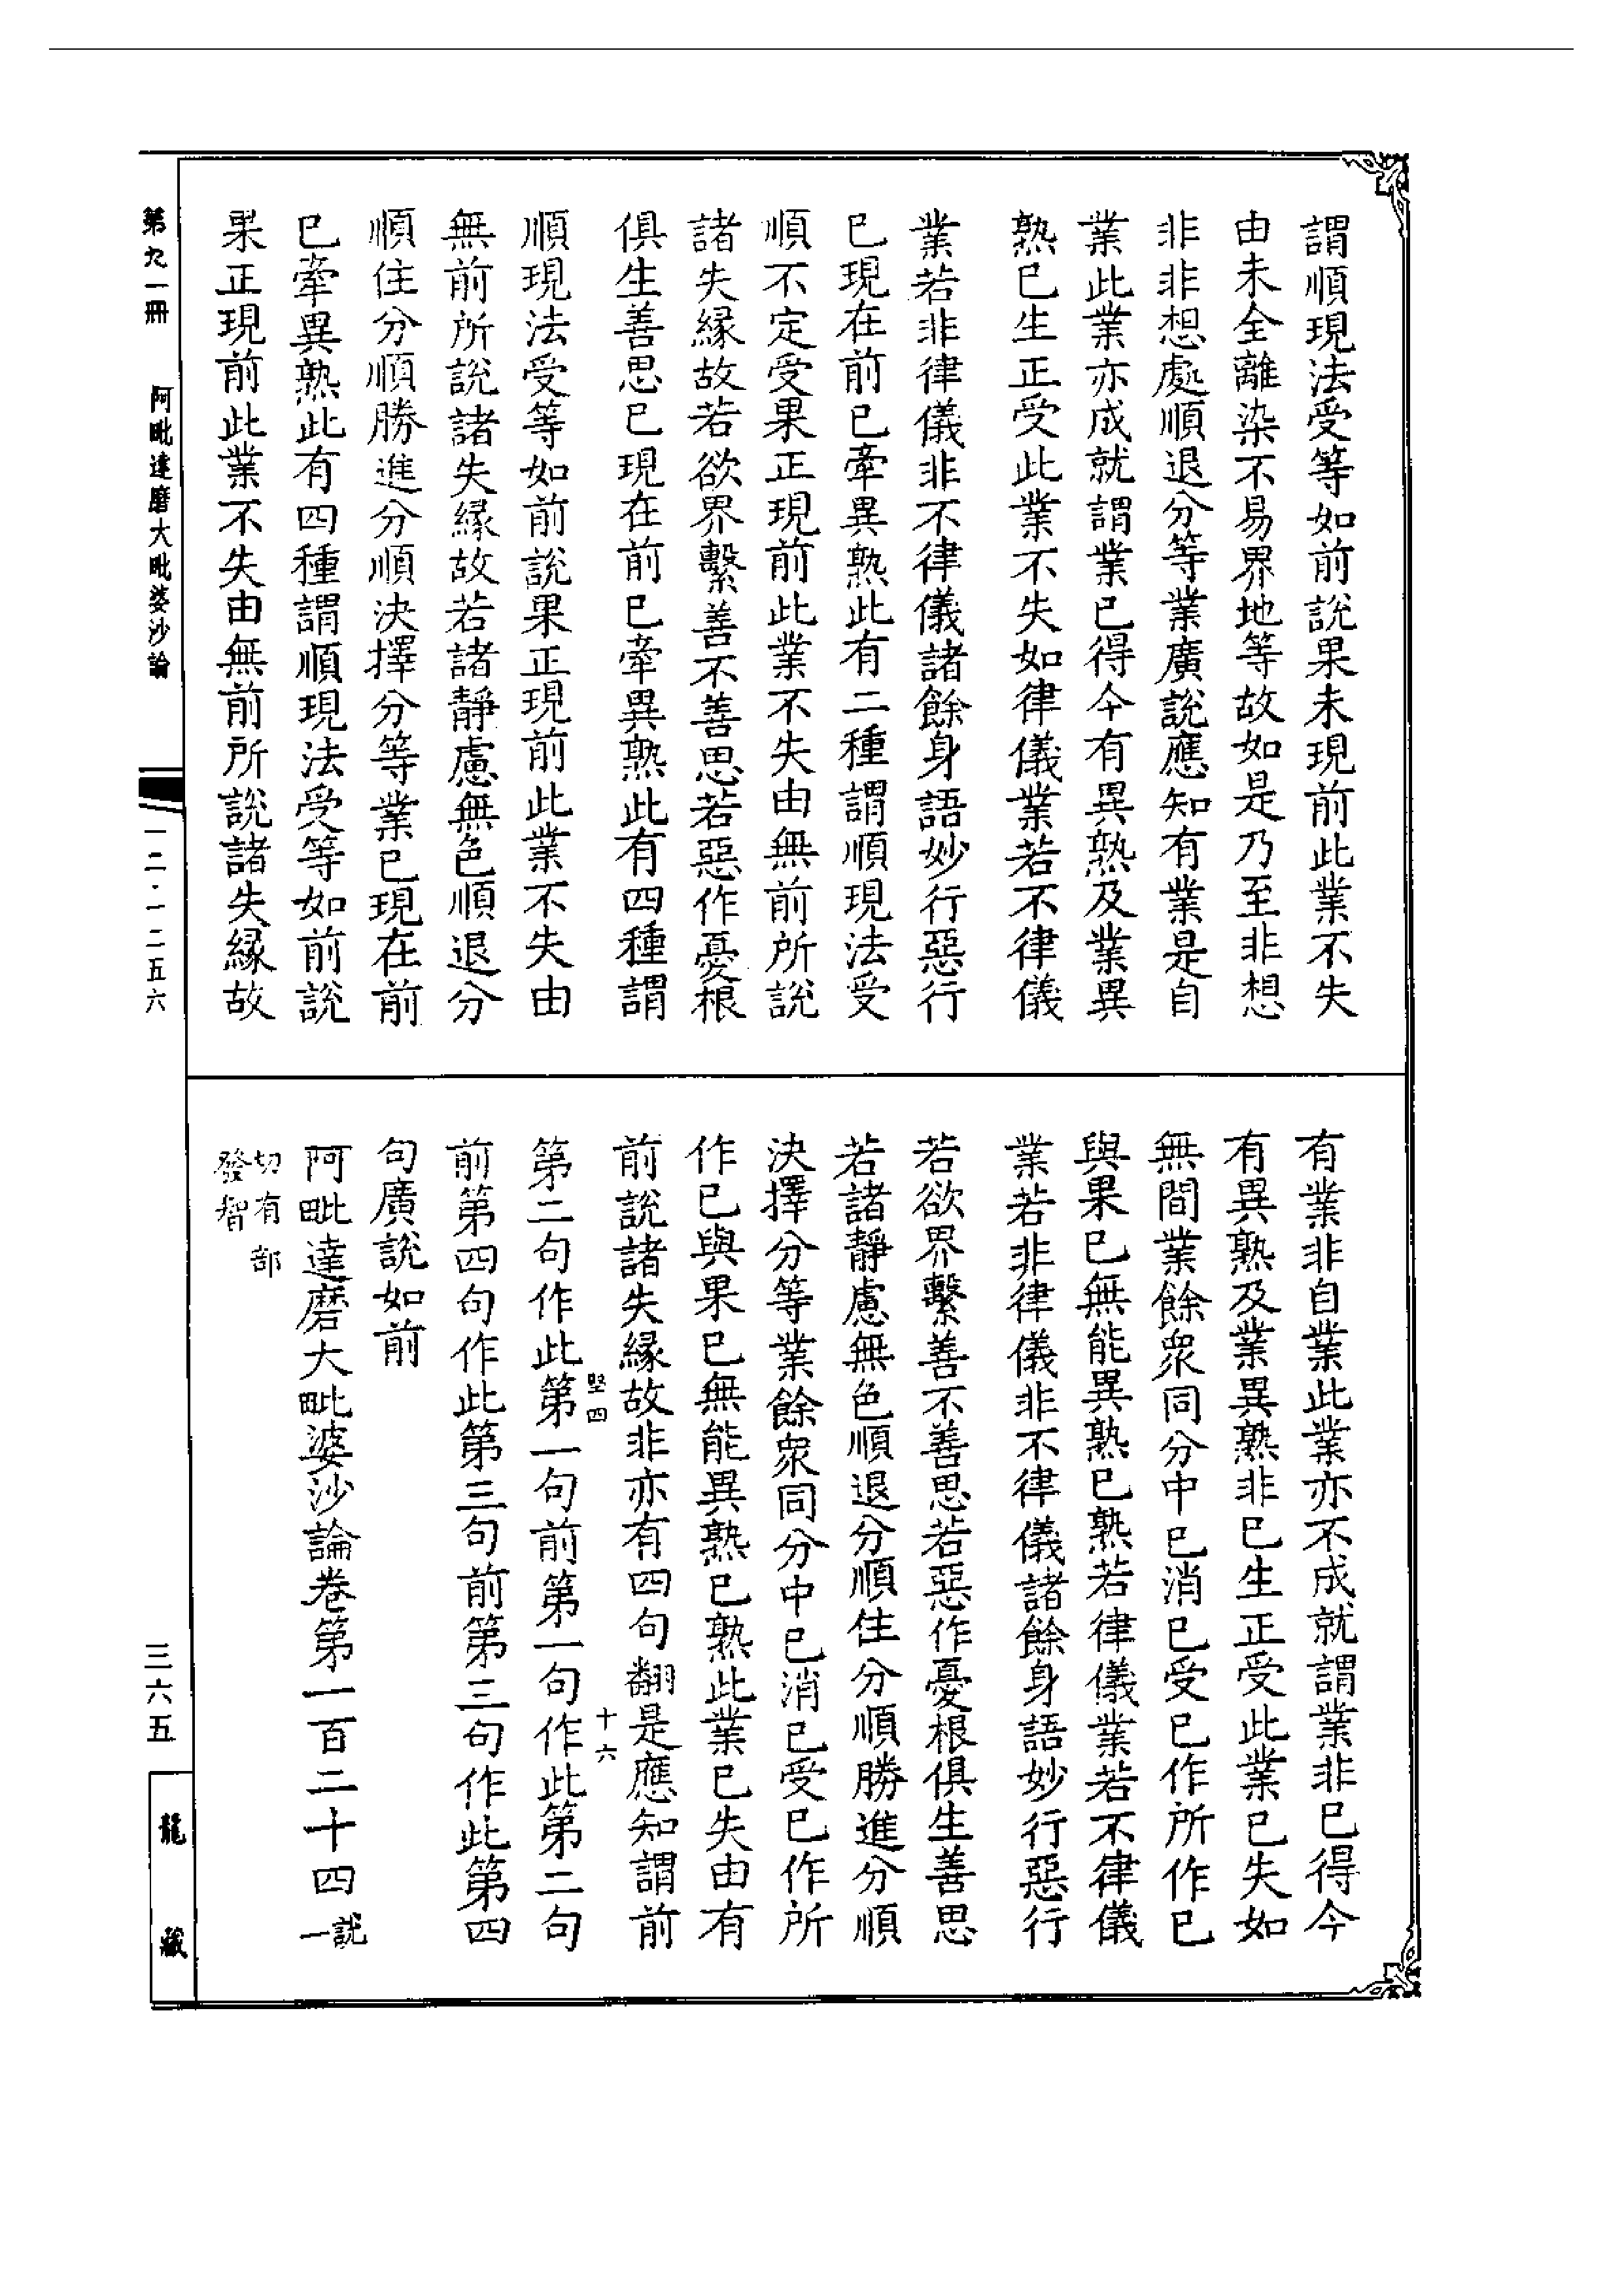 謂順現法受等如前說果未現前此業不失
由未全離染不易界地等故如是乃至非想
非非想處順退分等業廣說應知有業是自
業此業亦成就謂業已得今有異熟及業異
熟已生正受此業不失如律儀業若不律儀
業若非律儀非不律儀諸餘身語妙行惡行
已現在前已牽異熟此有二種謂順現法受
順不定受果正現前此業不失由無前所說
諸失緣故若欲界繫善不善思若惡作憂根
俱生善思已現在前已牽異熟此有四種謂
順現法受等如前說果正現前此業不失由
無前所說諸失緣故若諸靜慮無色順退分
順住分順勝進分順決擇分等業已現在前
已牽異熟此有四種謂順現法受等如前說
果正現前此業不失由無前所說諸失緣故
有業非自業此業亦不成就謂業非已得今
有異熟及業異熟非已生正受此業已失如
無間業餘衆同分中已消已受已作所作已
與果已無能異熟已熟若律儀業若不律儀
業若非律儀非不律儀諸餘身語妙行惡行
若欲界繫善不善思若惡作憂根俱生善思
若諸靜慮無色順退分順住分順勝進分順
決擇分等業餘衆同分中已消已受已作所
作已與果已無能異熟已熟此業已失由有
前說諸失緣故非亦有四句翻是應知謂前
堅四 十六
第二句作此第一句前第一句作此第二句
前第四句作此第三句前第三句作此第四
句廣說如前
阿毗達磨大毗婆沙論卷第一百二十四 說一
切有部
發智
第九一冊 阿毗達磨大毗婆沙論 一二·一二五六 三六五 龍藏